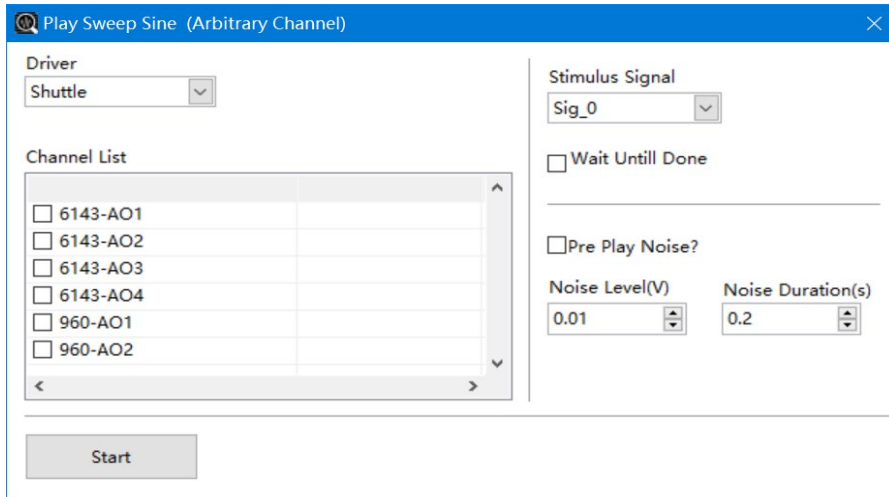 Play Sweep Sine (Arbitrary Channel)
Driver
Shuttle
Channel List
6143-AO1
6143-AO2
6143-AO3
6143-AO4
960-AO1
960-AO2
Start
Stimulus Signal
Sig_0
Wait Untill Done
Pre Play Noise?
Noise Level(V) Noise Duration(s)
0.01 0.2